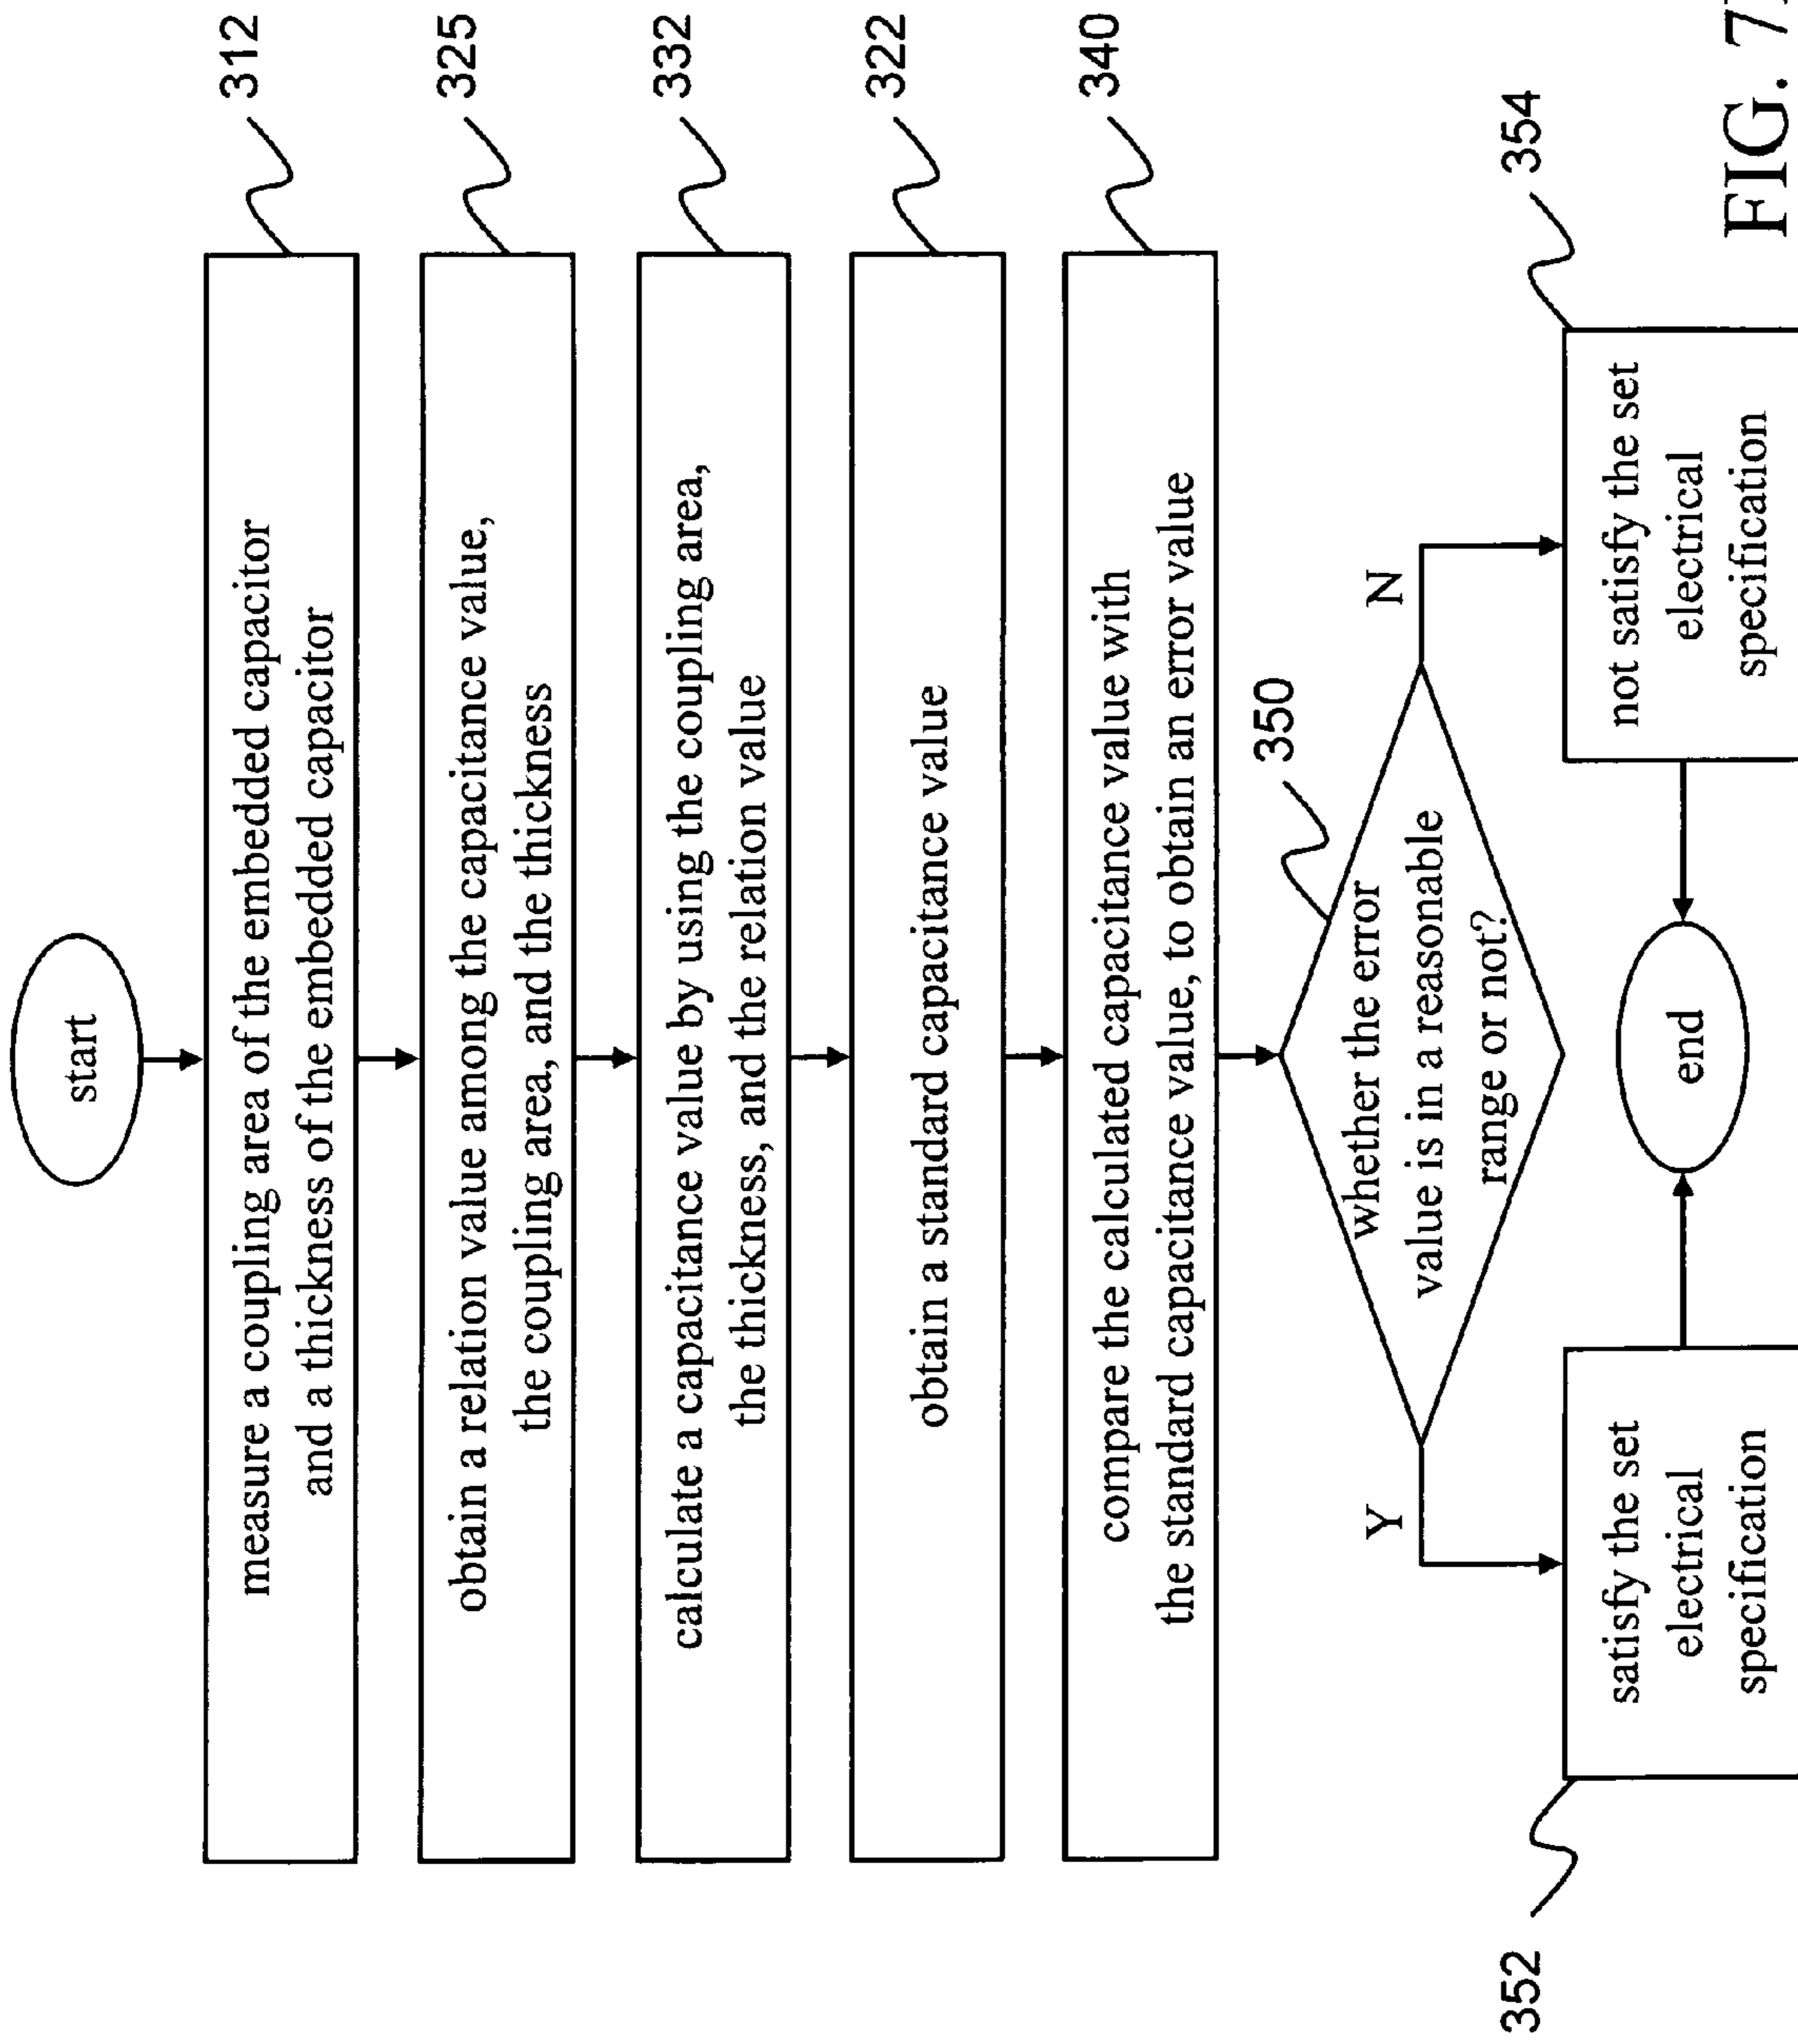 start
measure a coupling area of the embedded capacitor
and a thickness of the embedded capacitor
312
obtain a relation value among the capacitance value,
the coupling area, and the thickness
325
calculate a capacitance value by using the coupling area,
the thickness, and the relation value
332
obtain a standard capacitance value
322
compare the calculated capacitance value with
the standard capacitance value, to obtain an error value
340
350
whether the error
value is in a reasonable
range or not?
Y
N
352
satisfy the set
electrical
specification
end
not satisfy the set
electrical
specification
354
FIG.